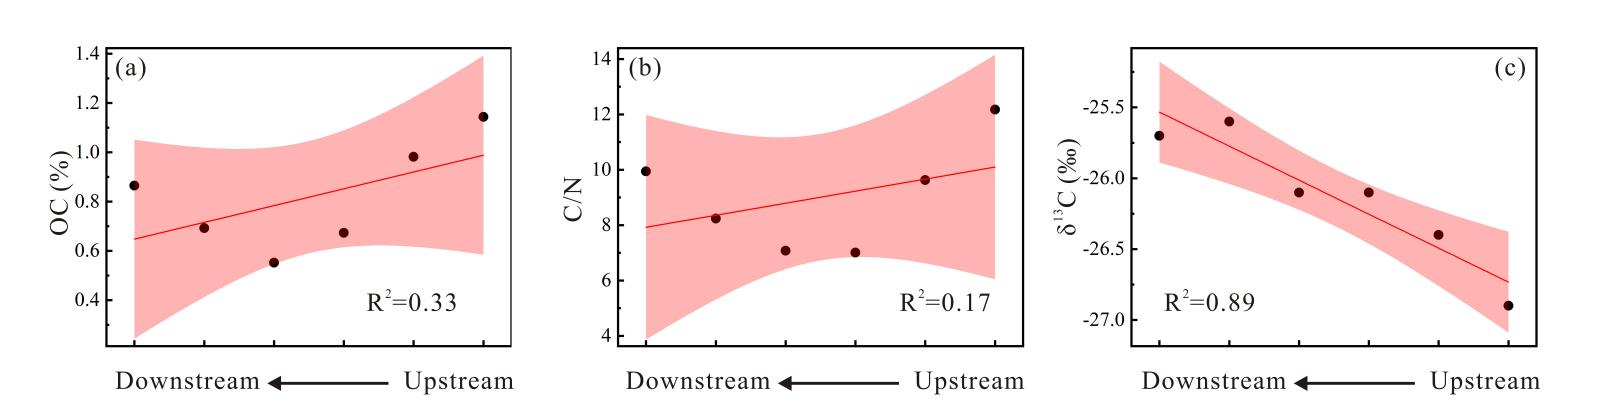 (a)
OC (%)
1.4
1.2
1.0
0.8
0.6
0.4
R²=0.33
Downstream Upstream
(b)
C/N
14
12
10
8
6
4
R²=0.17
Downstream Upstream
(c)
δ¹³C (‰)
-25.5
-26.0
-26.5
-27.0
R²=0.89
Downstream Upstream